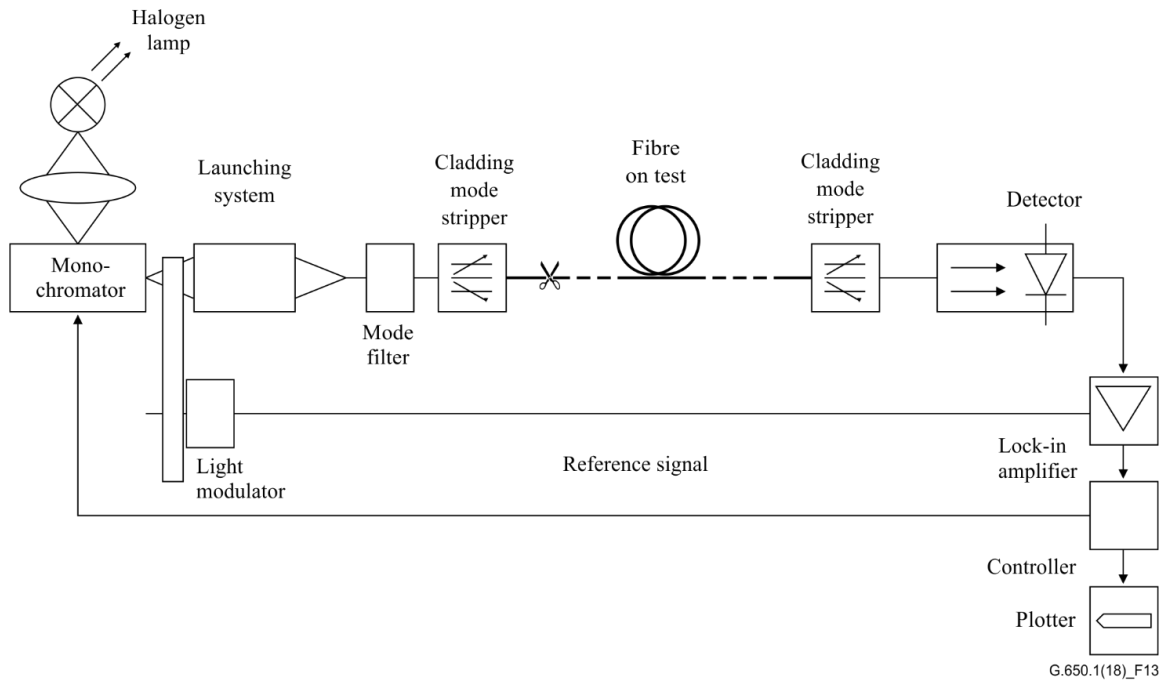 Halogen
lamp
Launching
system
Cladding
mode
stripper
Fibre
on test
Cladding
mode
stripper
Detector
Mono-
chromator
Mode
filter
Light
modulator
Reference signal
Lock-in
amplifier
Controller
Plotter
G.650.1(18)_F13